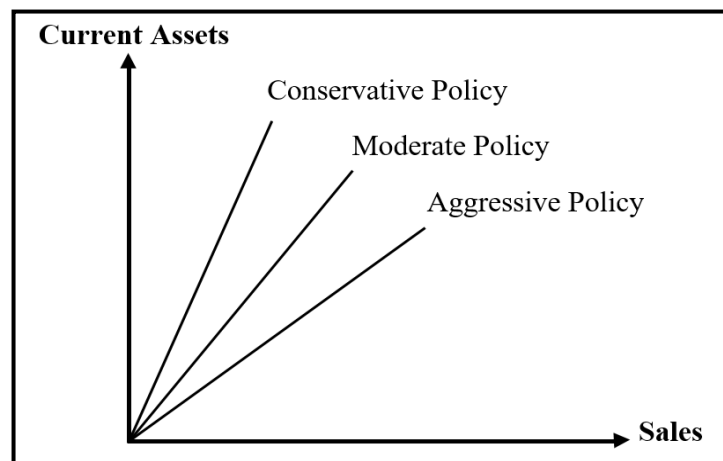 Current Assets
Conservative Policy
Moderate Policy
Aggressive Policy
Sales